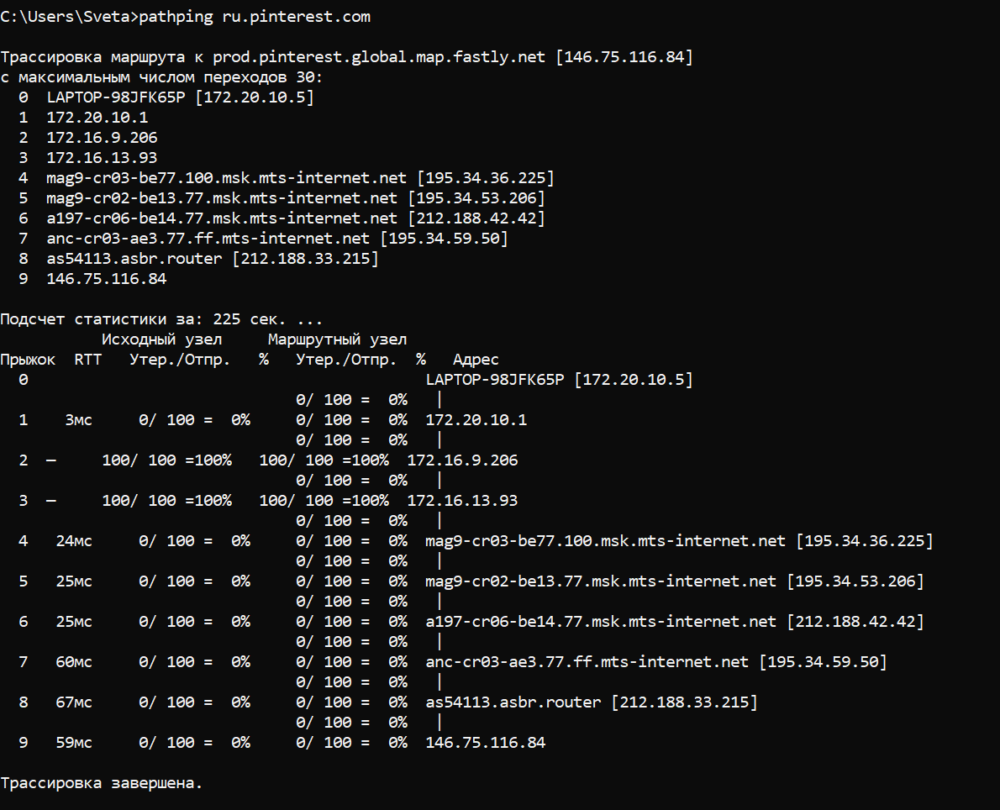 C:\Users\Sveta>pathping ru.pinterest.com
Трассировка маршрута к prod.pinterest.global.map.fastly.net [146.75.116.84]
с максимальным числом переходов 30:
  0  LAPTOP-98JFK65P [172.20.10.5]
  1  172.20.10.1
  2  172.16.9.206
  3  172.16.13.93
  4  mag9-cr03-be77.100.msk.mts-internet.net [195.34.36.225]
  5  mag9-cr02-be13.77.msk.mts-internet.net [195.34.53.206]
  6  a197-cr06-be14.77.msk.mts-internet.net [212.188.42.42]
  7  anc-cr03-ae3.77.ff.mts-internet.net [195.34.59.50]
  8  as54113.asbr.router [212.188.33.215]
  9  146.75.116.84
Подсчет статистики за: 225 сек. ...
           Исходный узел     Маршрутный узел
Прыжок  RTT   Утер./Отпр.   %   Утер./Отпр.  %   Адрес
  0                                           LAPTOP-98JFK65P [172.20.10.5]
                                0/ 100 =  0%   |
  1    3мс     0/ 100 =  0%     0/ 100 =  0%  172.20.10.1
                                0/ 100 =  0%   |
  2  —     100/ 100 =100%   100/ 100 =100%  172.16.9.206
                                0/ 100 =  0%   |
  3  —     100/ 100 =100%   100/ 100 =100%  172.16.13.93
                                0/ 100 =  0%   |
  4   24мс     0/ 100 =  0%     0/ 100 =  0%  mag9-cr03-be77.100.msk.mts-internet.net [195.34.36.225]
                                0/ 100 =  0%   |
  5   25мс     0/ 100 =  0%     0/ 100 =  0%  mag9-cr02-be13.77.msk.mts-internet.net [195.34.53.206]
                                0/ 100 =  0%   |
  6   25мс     0/ 100 =  0%     0/ 100 =  0%  a197-cr06-be14.77.msk.mts-internet.net [212.188.42.42]
                                0/ 100 =  0%   |
  7   60мс     0/ 100 =  0%     0/ 100 =  0%  anc-cr03-ae3.77.ff.mts-internet.net [195.34.59.50]
                                0/ 100 =  0%   |
  8   67мс     0/ 100 =  0%     0/ 100 =  0%  as54113.asbr.router [212.188.33.215]
                                0/ 100 =  0%   |
  9   59мс     0/ 100 =  0%     0/ 100 =  0%  146.75.116.84
Трассировка завершена.